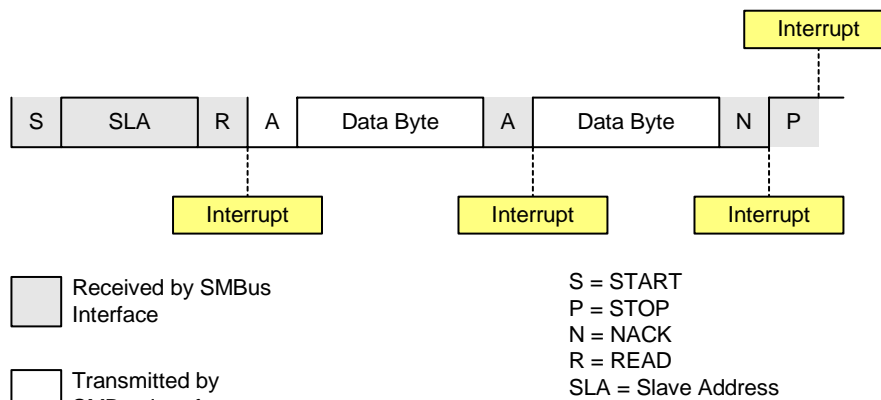 Interrupt
S SLA R A Data Byte A Data Byte N P
Interrupt Interrupt Interrupt
Received by SMBus
Interface
S = START
P = STOP
N = NACK
R = READ
SLA = Slave Address
Transmitted by